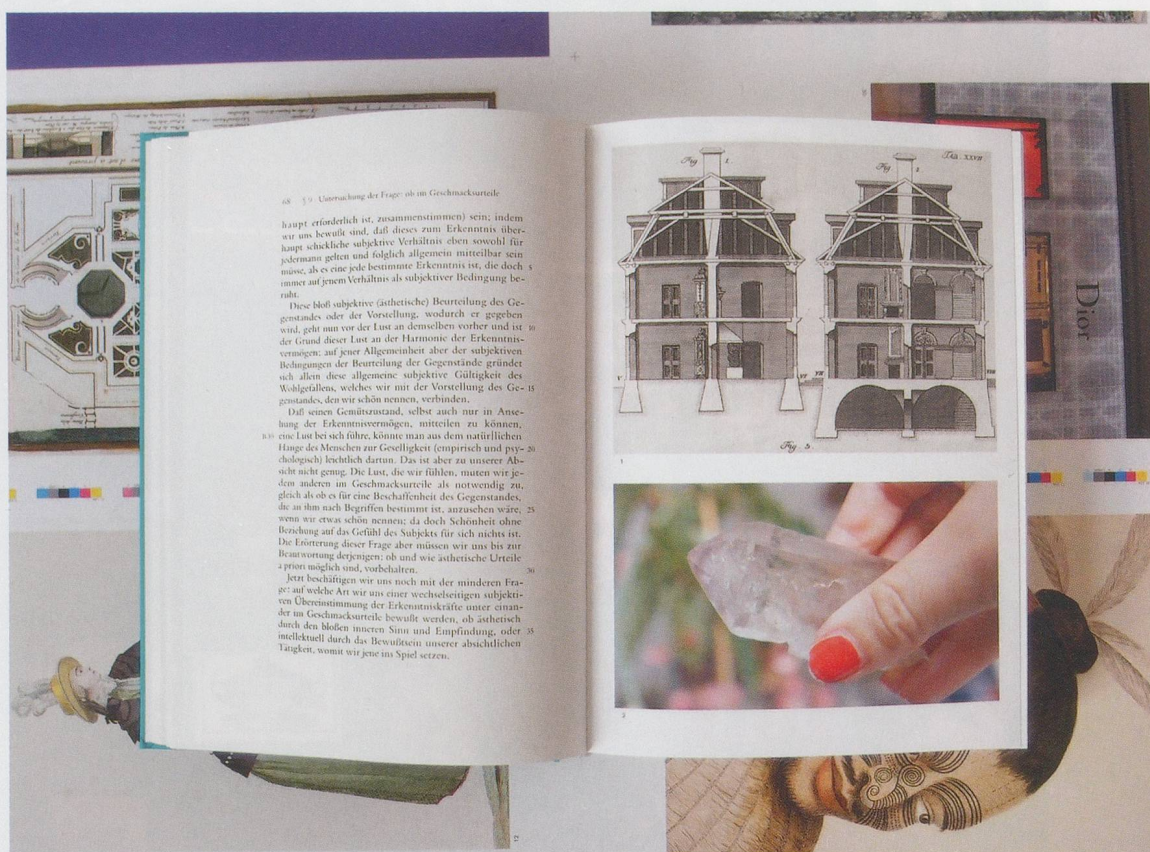 68 § 9 Untersuchung der Frage: ob im Geschmacksurteile
haupt erforderlich ist, zusammenstimmen) sein; indem
wir uns bewußt sind, daß dieses zum Erkenntnis über-
haupt schickliche subjektive Verhältnis eben sowohl für
jedermann gelten und folglich allgemein mitteilbar sein
müsse, als es eine jede bestimmte Erkenntnis ist, die doch 5
immer auf jenem Verhältnis als subjektiver Bedingung be-
ruht.
Diese bloß subjektive (ästhetische) Beurteilung des Ge-
genstandes oder der Vorstellung, wodurch er gegeben
wird, geht nun vor der Lust an demselben vorher und ist 10
der Grund dieser Lust an der Harmonie der Erkenntnis-
vermögen; auf jener Allgemeinheit aber der subjektiven
Bedingungen der Beurteilung der Gegenstände gründet
sich allein diese allgemeine subjektive Gültigkeit des
Wohlgefallens, welches wir mit der Vorstellung des Ge- 15
genstandes, den wir schön nennen, verbinden.
Daß seinen Gemütszustand, selbst auch nur in Anse-
hung der Erkenntnisvermögen, mitteilen zu können,
eine Lust bei sich führe, könnte man aus dem natürlichen
Hange des Menschen zur Geselligkeit (empirisch und psy- 20
chologisch) leichtlich dartun. Das ist aber zu unserer Ab-
sicht nicht genug. Die Lust, die wir fühlen, muten wir je-
dem anderen im Geschmacksurteile als notwendig zu,
gleich als ob es für eine Beschaffenheit des Gegenstandes,
die an ihm nach Begriffen bestimmt ist, anzusehen wäre, 25
wenn wir etwas schön nennen; da doch Schönheit ohne
Beziehung auf das Gefühl des Subjekts für sich nichts ist.
Die Erörterung dieser Frage aber müssen wir uns bis zur
Beantwortung derjenigen: ob und wie ästhetische Urteile
a priori möglich sind, vorbehalten. 30
Jetzt beschäftigen wir uns noch mit der minderen Fra-
ge: auf welche Art wir uns einer wechselseitigen subjekti-
ven Übereinstimmung der Erkenntniskräfte unter einan-
der im Geschmacksurteile bewußt werden, ob ästhetisch
durch den bloßen inneren Sinn und Empfindung, oder 35
intellektuell durch das Bewußtsein unserer absichtlichen
Tätigkeit, womit wir jene ins Spiel setzen.
Fig 1.
Fig 2
Tab. XXVII
Fig. 3
1
2
Dior
12